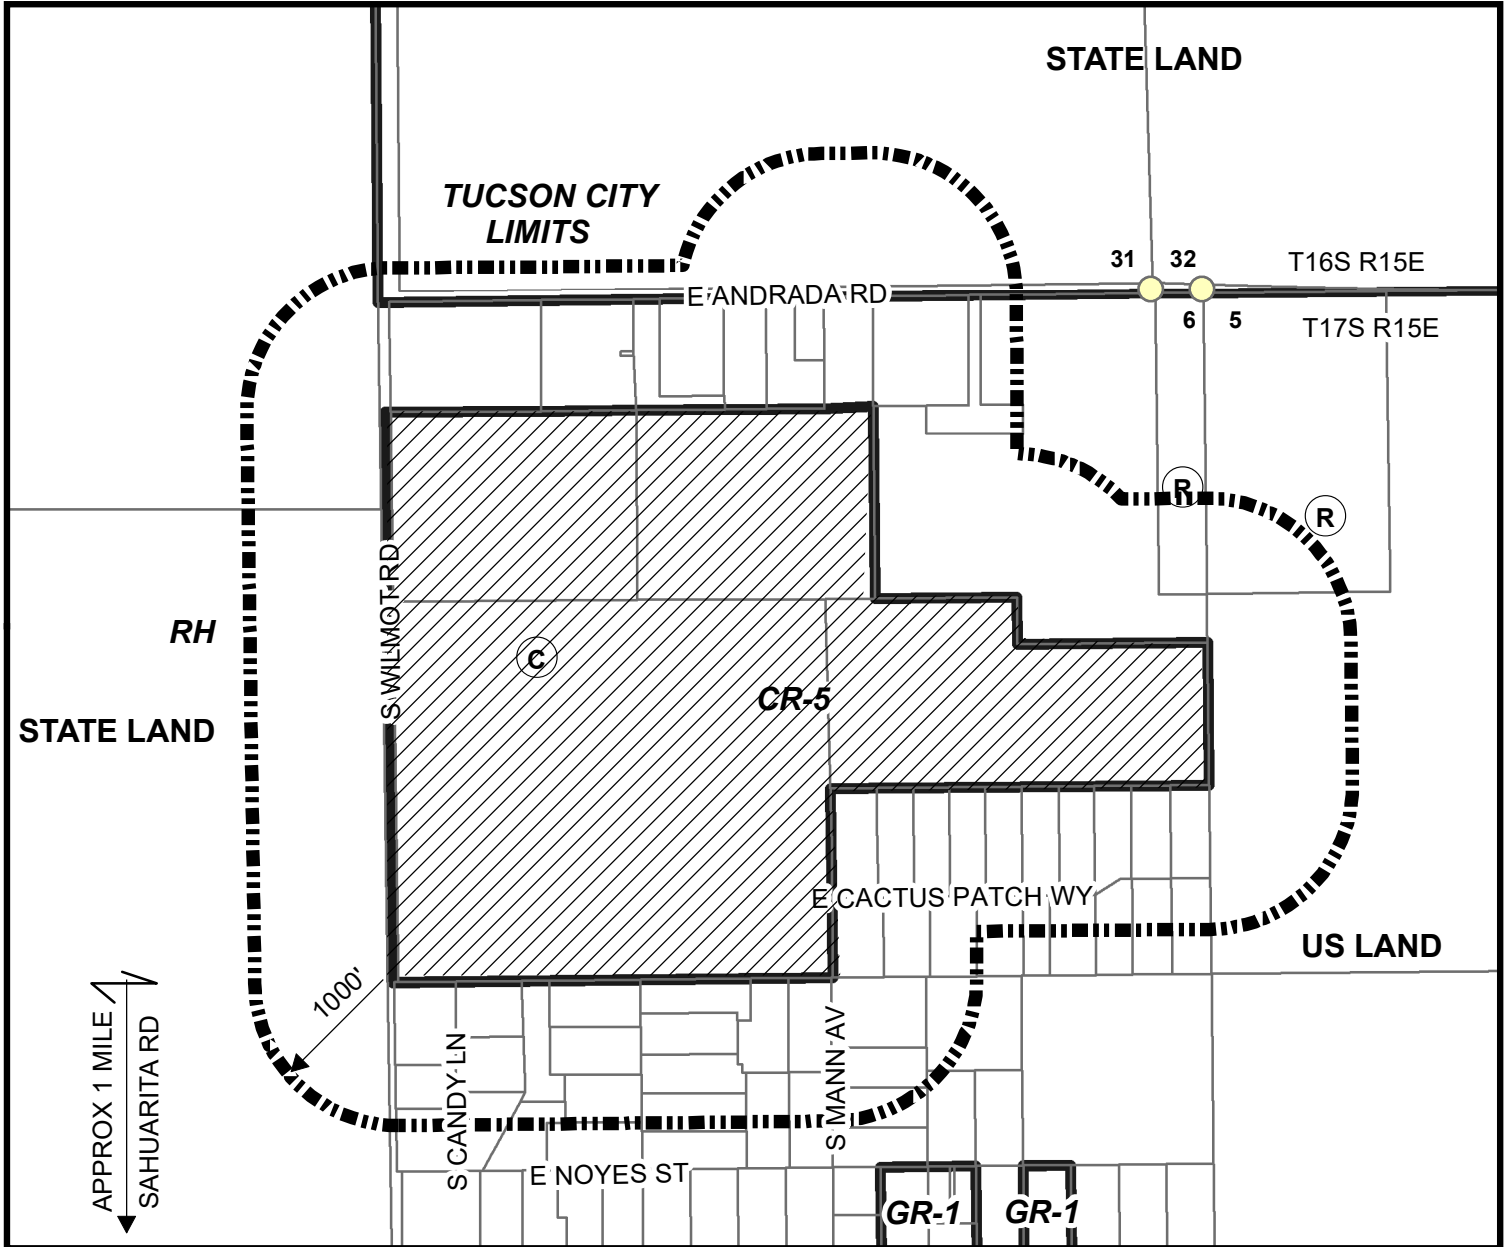 STATE LAND
TUCSON CITY
LIMITS
31
32
T16S R15E
E ANDRADA RD
6
5
T17S R15E
R
R
S WILMOT RD
RH
C
CR-5
STATE LAND
E CACTUS PATCH WY
US LAND
1000'
APPROX 1 MILE
SAHUARITA RD
S CANDY LN
S MANN AV
E NOYES ST
GR-1
GR-1